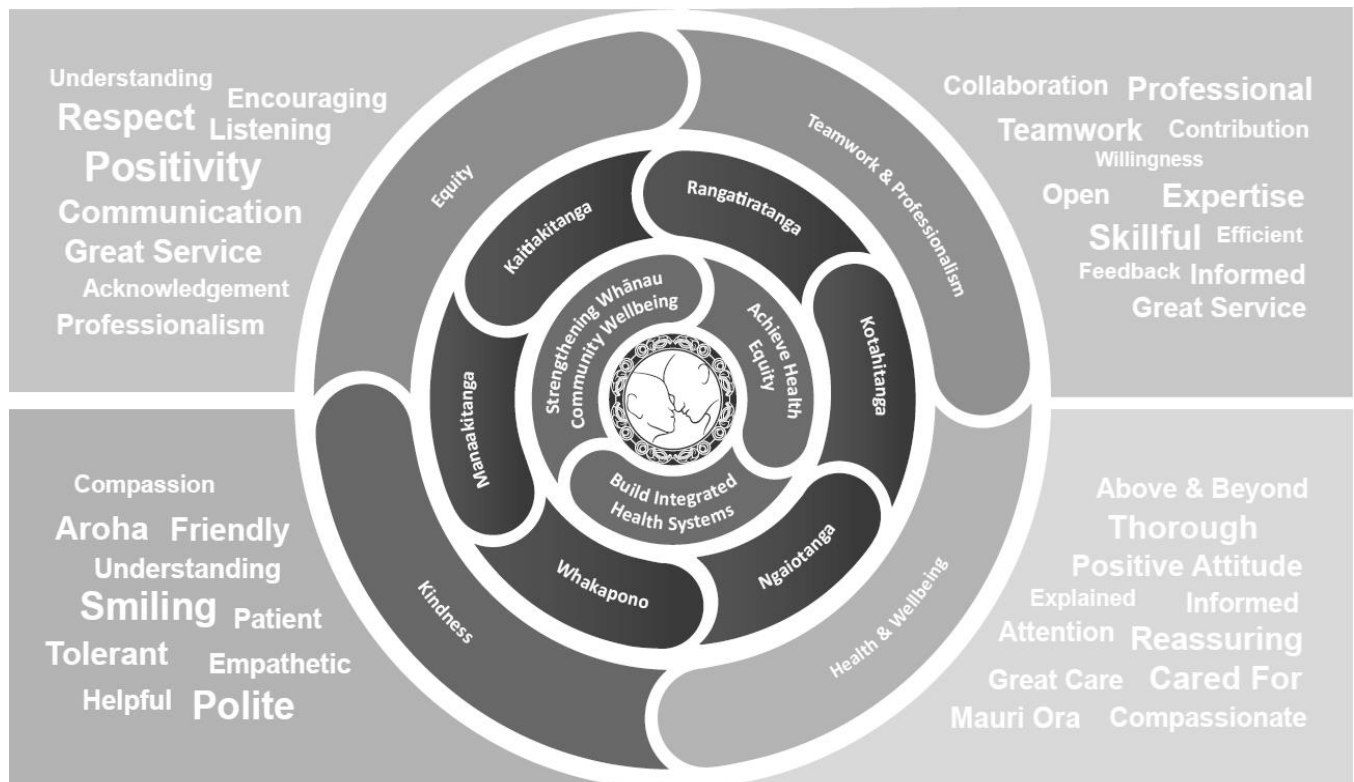 Understanding
Encouraging
Respect
Listening
Positivity
Communication
Great Service
Acknowledgement
Professionalism
Collaboration
Professional
Teamwork
Contribution
Willingness
Open
Expertise
Skillful
Efficient
Feedback
Informed
Great Service
Equity
Teamwork & Professionalism
Kaitiakitanga
Rangatiratanga
Kotahitanga
Manaakitanga
Whakapono
Ngaiotanga
Strengthening Whānau
Community Wellbeing
Achieve Health
Equity
Build Integrated
Health Systems
Kindness
Health & Wellbeing
Compassion
Aroha
Friendly
Understanding
Smiling
Patient
Tolerant
Empathetic
Helpful
Polite
Above & Beyond
Thorough
Positive Attitude
Explained
Informed
Attention
Reassuring
Great Care
Cared For
Mauri Ora
Compassionate